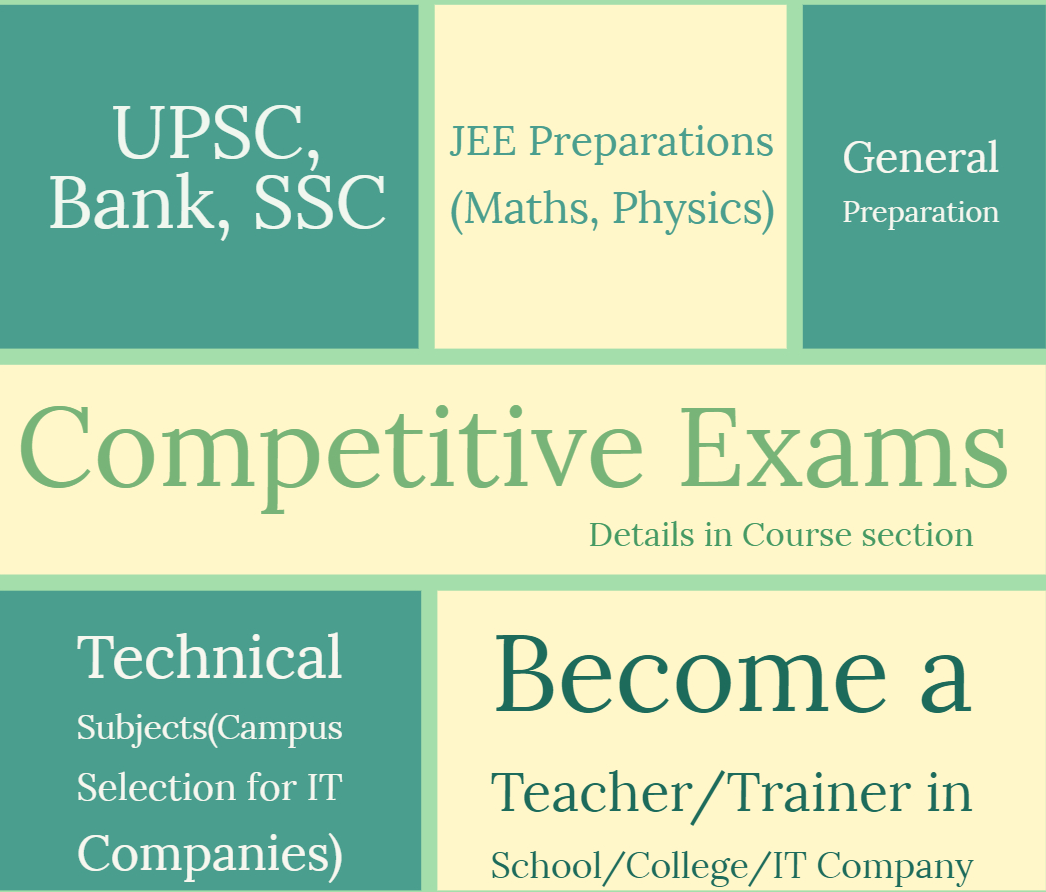 UPSC,
Bank, SSC
JEE Preparations
(Maths, Physics)
General
Preparation
Competitive Exams
Details in Course section
Technical
Subjects(Campus
Selection for IT
Companies)
Become a
Teacher/Trainer in
School/College/IT Company